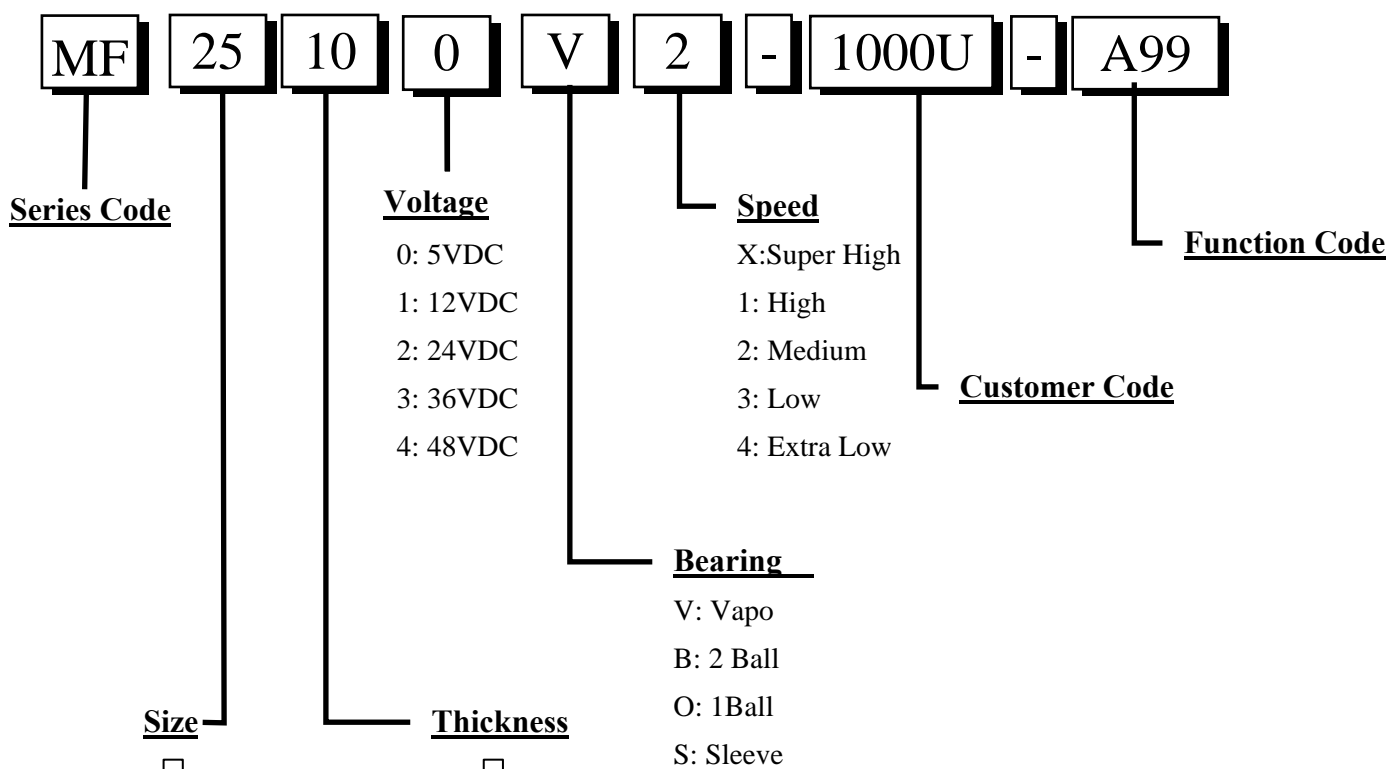 MF 25 10 0 V 2 - 1000U - A99
Series Code
Voltage
0: 5VDC
1: 12VDC
2: 24VDC
3: 36VDC
4: 48VDC
Speed
X:Super High
1: High
2: Medium
3: Low
4: Extra Low
Function Code
Customer Code
Bearing
V: Vapo
B: 2 Ball
O: 1Ball
S: Sleeve
Size
Thickness